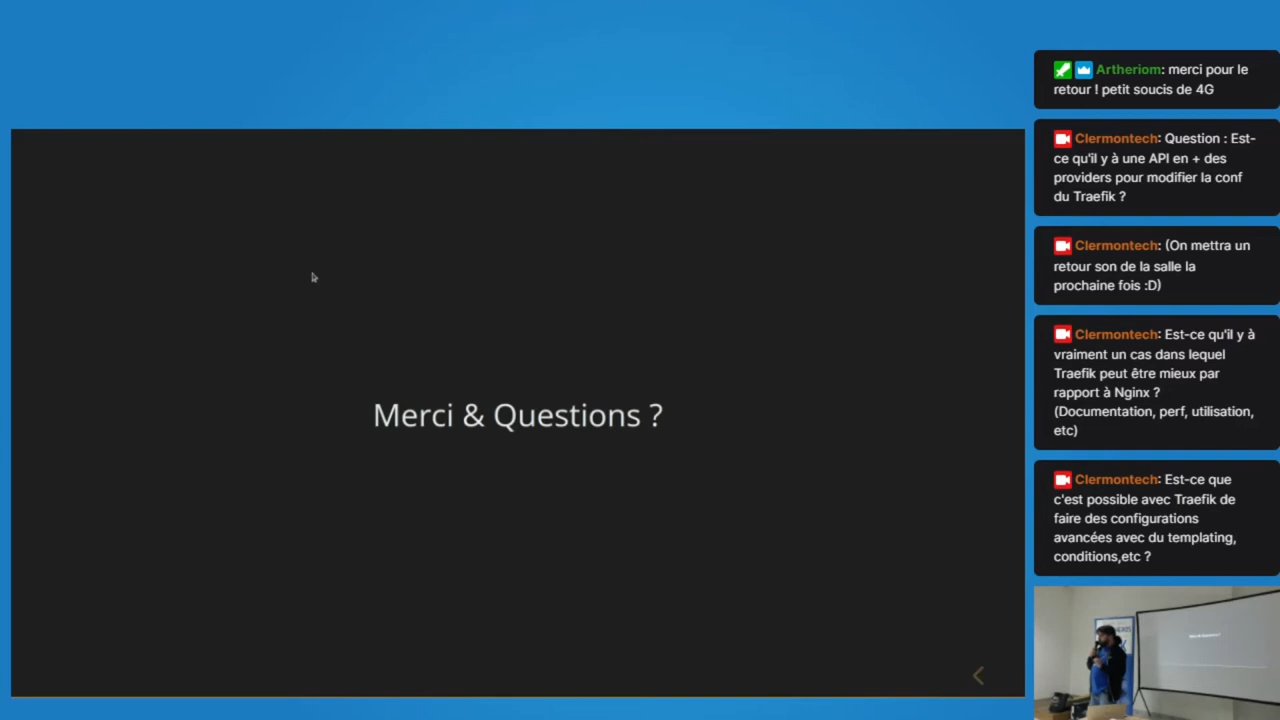 Merci & Questions ?
Artheriom: merci pour le
retour ! petit soucis de 4G
Clermontech: Question : Est-
ce qu'il y à une API en + des
providers pour modifier la conf
du Traefik ?
Clermontech: (On mettra un
retour son de la salle la
prochaine fois :D)
Clermontech: Est-ce qu'il y à
vraiment un cas dans lequel
Traefik peut être mieux par
rapport à Nginx ?
(Documentation, perf, utilisation,
etc)
Clermontech: Est-ce que
c'est possible avec Traefik de
faire des configurations
avancées avec du templating,
conditions,etc ?